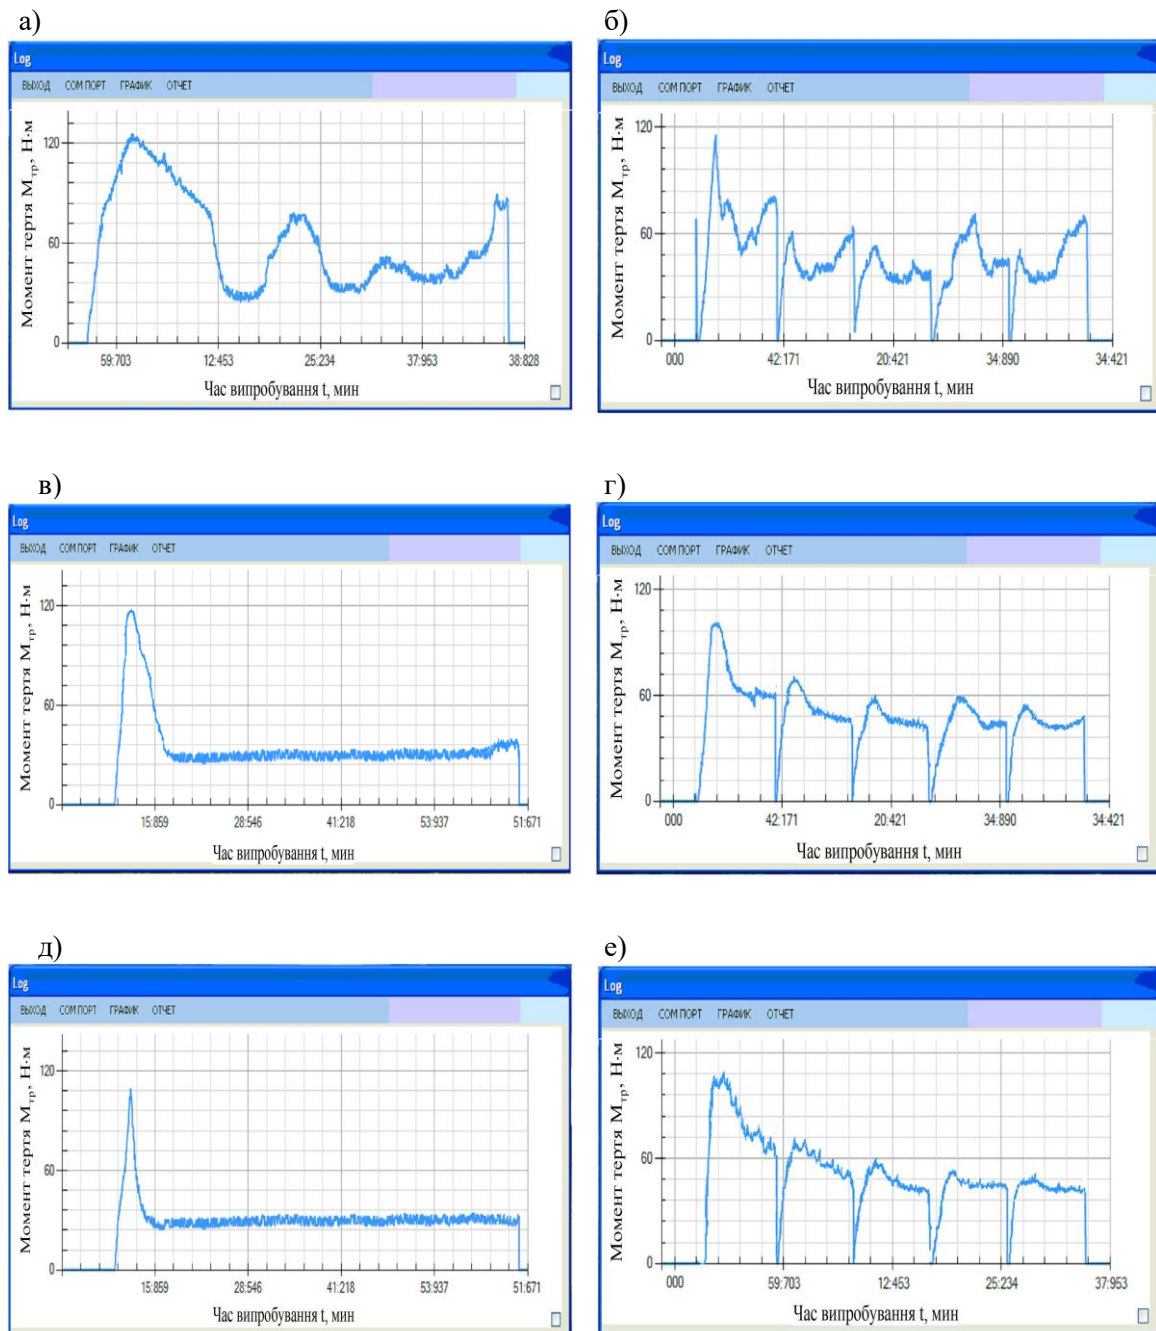 а)
Log
ВЫХОД COM ПОРТ ГРАФИК ОТЧЕТ
Момент тертя Mтр, Н·м
120
60
0
59:703 12:453 25:234 37:953 38:828
Час випробування t, мин
б)
Log
ВЫХОД COM ПОРТ ГРАФИК ОТЧЕТ
Момент тертя Mтр, Н·м
120
60
0
000 42:171 20:421 34:890 34:421
Час випробування t, мин
в)
Log
ВЫХОД COM ПОРТ ГРАФИК ОТЧЕТ
Момент тертя Mтр, Н·м
120
60
0
15:859 28:546 41:218 53:937 51:671
Час випробування t, мин
г)
Log
ВЫХОД COM ПОРТ ГРАФИК ОТЧЕТ
Момент тертя Mтр, Н·м
120
60
0
000 42:171 20:421 34:890 34:421
Час випробування t, мин
д)
Log
ВЫХОД COM ПОРТ ГРАФИК ОТЧЕТ
Момент тертя Mтр, Н·м
120
60
0
15:859 28:546 41:218 53:937 51:671
Час випробування t, мин
е)
Log
ВЫХОД COM ПОРТ ГРАФИК ОТЧЕТ
Момент тертя Mтр, Н·м
120
60
0
000 59:703 12:453 25:234 37:953
Час випробування t, мин